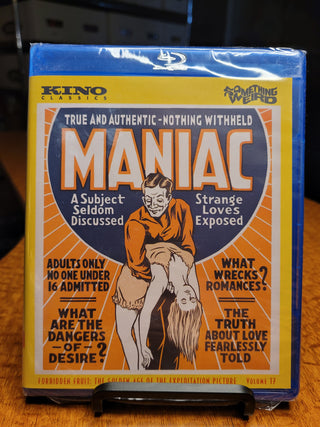 KINO
CLASSICS
SOMETHING
WEIRD
TRUE AND AUTHENTIC - NOTHING WITHHELD
MANIAC
A Subject
Seldom
Discussed
Strange
Loves
Exposed
ADULTS ONLY
NO ONE UNDER
16 ADMITTED
WHAT
WRECKS
ROMANCES?
WHAT
ARE THE
DANGERS
-OF-
DESIRE?
THE
TRUTH
ABOUT LOVE
FEARLESSLY
TOLD
FORBIDDEN FRUIT: THE GOLDEN AGE OF THE EXPLOITATION PICTURE VOLUME 17